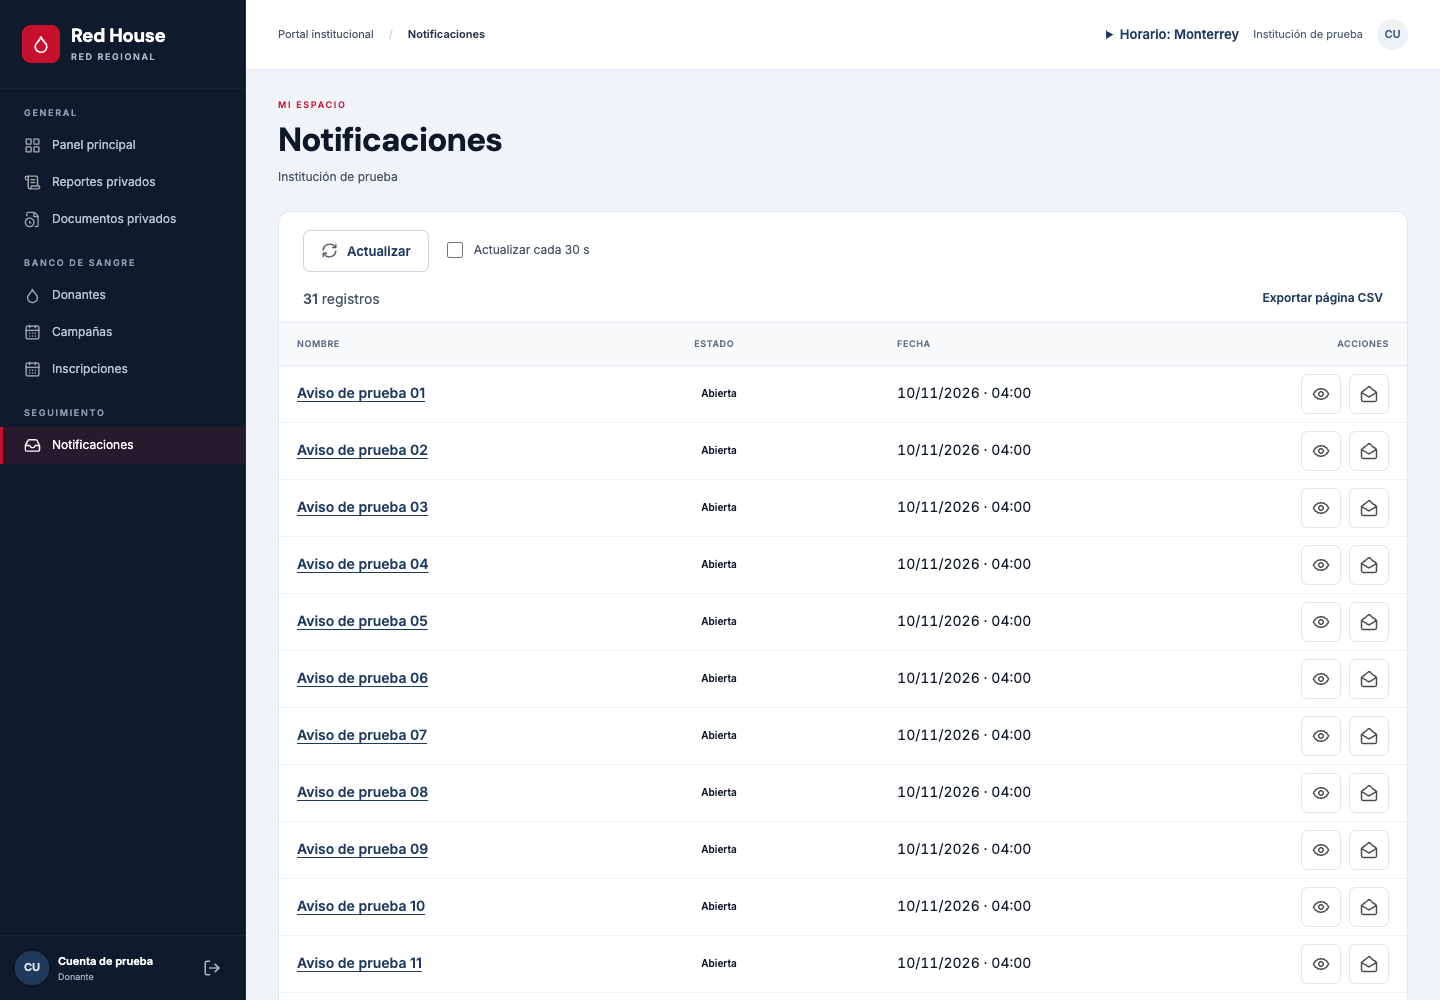 Red House
RED REGIONAL
GENERAL
Panel principal
Reportes privados
Documentos privados
BANCO DE SANGRE
Donantes
Campañas
Inscripciones
SEGUIMIENTO
Notificaciones
CU
Cuenta de prueba
Donante
Portal institucional / Notificaciones
Horario: Monterrey Institución de prueba CU
MI ESPACIO
Notificaciones
Institución de prueba
Actualizar Actualizar cada 30 s
31 registros Exportar página CSV
NOMBRE ESTADO FECHA ACCIONES
Aviso de prueba 01 Abierta 10/11/2026 · 04:00
Aviso de prueba 02 Abierta 10/11/2026 · 04:00
Aviso de prueba 03 Abierta 10/11/2026 · 04:00
Aviso de prueba 04 Abierta 10/11/2026 · 04:00
Aviso de prueba 05 Abierta 10/11/2026 · 04:00
Aviso de prueba 06 Abierta 10/11/2026 · 04:00
Aviso de prueba 07 Abierta 10/11/2026 · 04:00
Aviso de prueba 08 Abierta 10/11/2026 · 04:00
Aviso de prueba 09 Abierta 10/11/2026 · 04:00
Aviso de prueba 10 Abierta 10/11/2026 · 04:00
Aviso de prueba 11 Abierta 10/11/2026 · 04:00